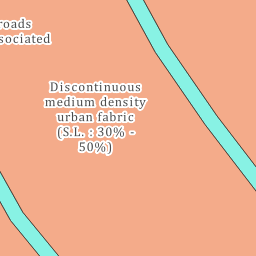 roads
sociated
Discontinuous
medium density
urban fabric
(S.L. : 30% -
50%)